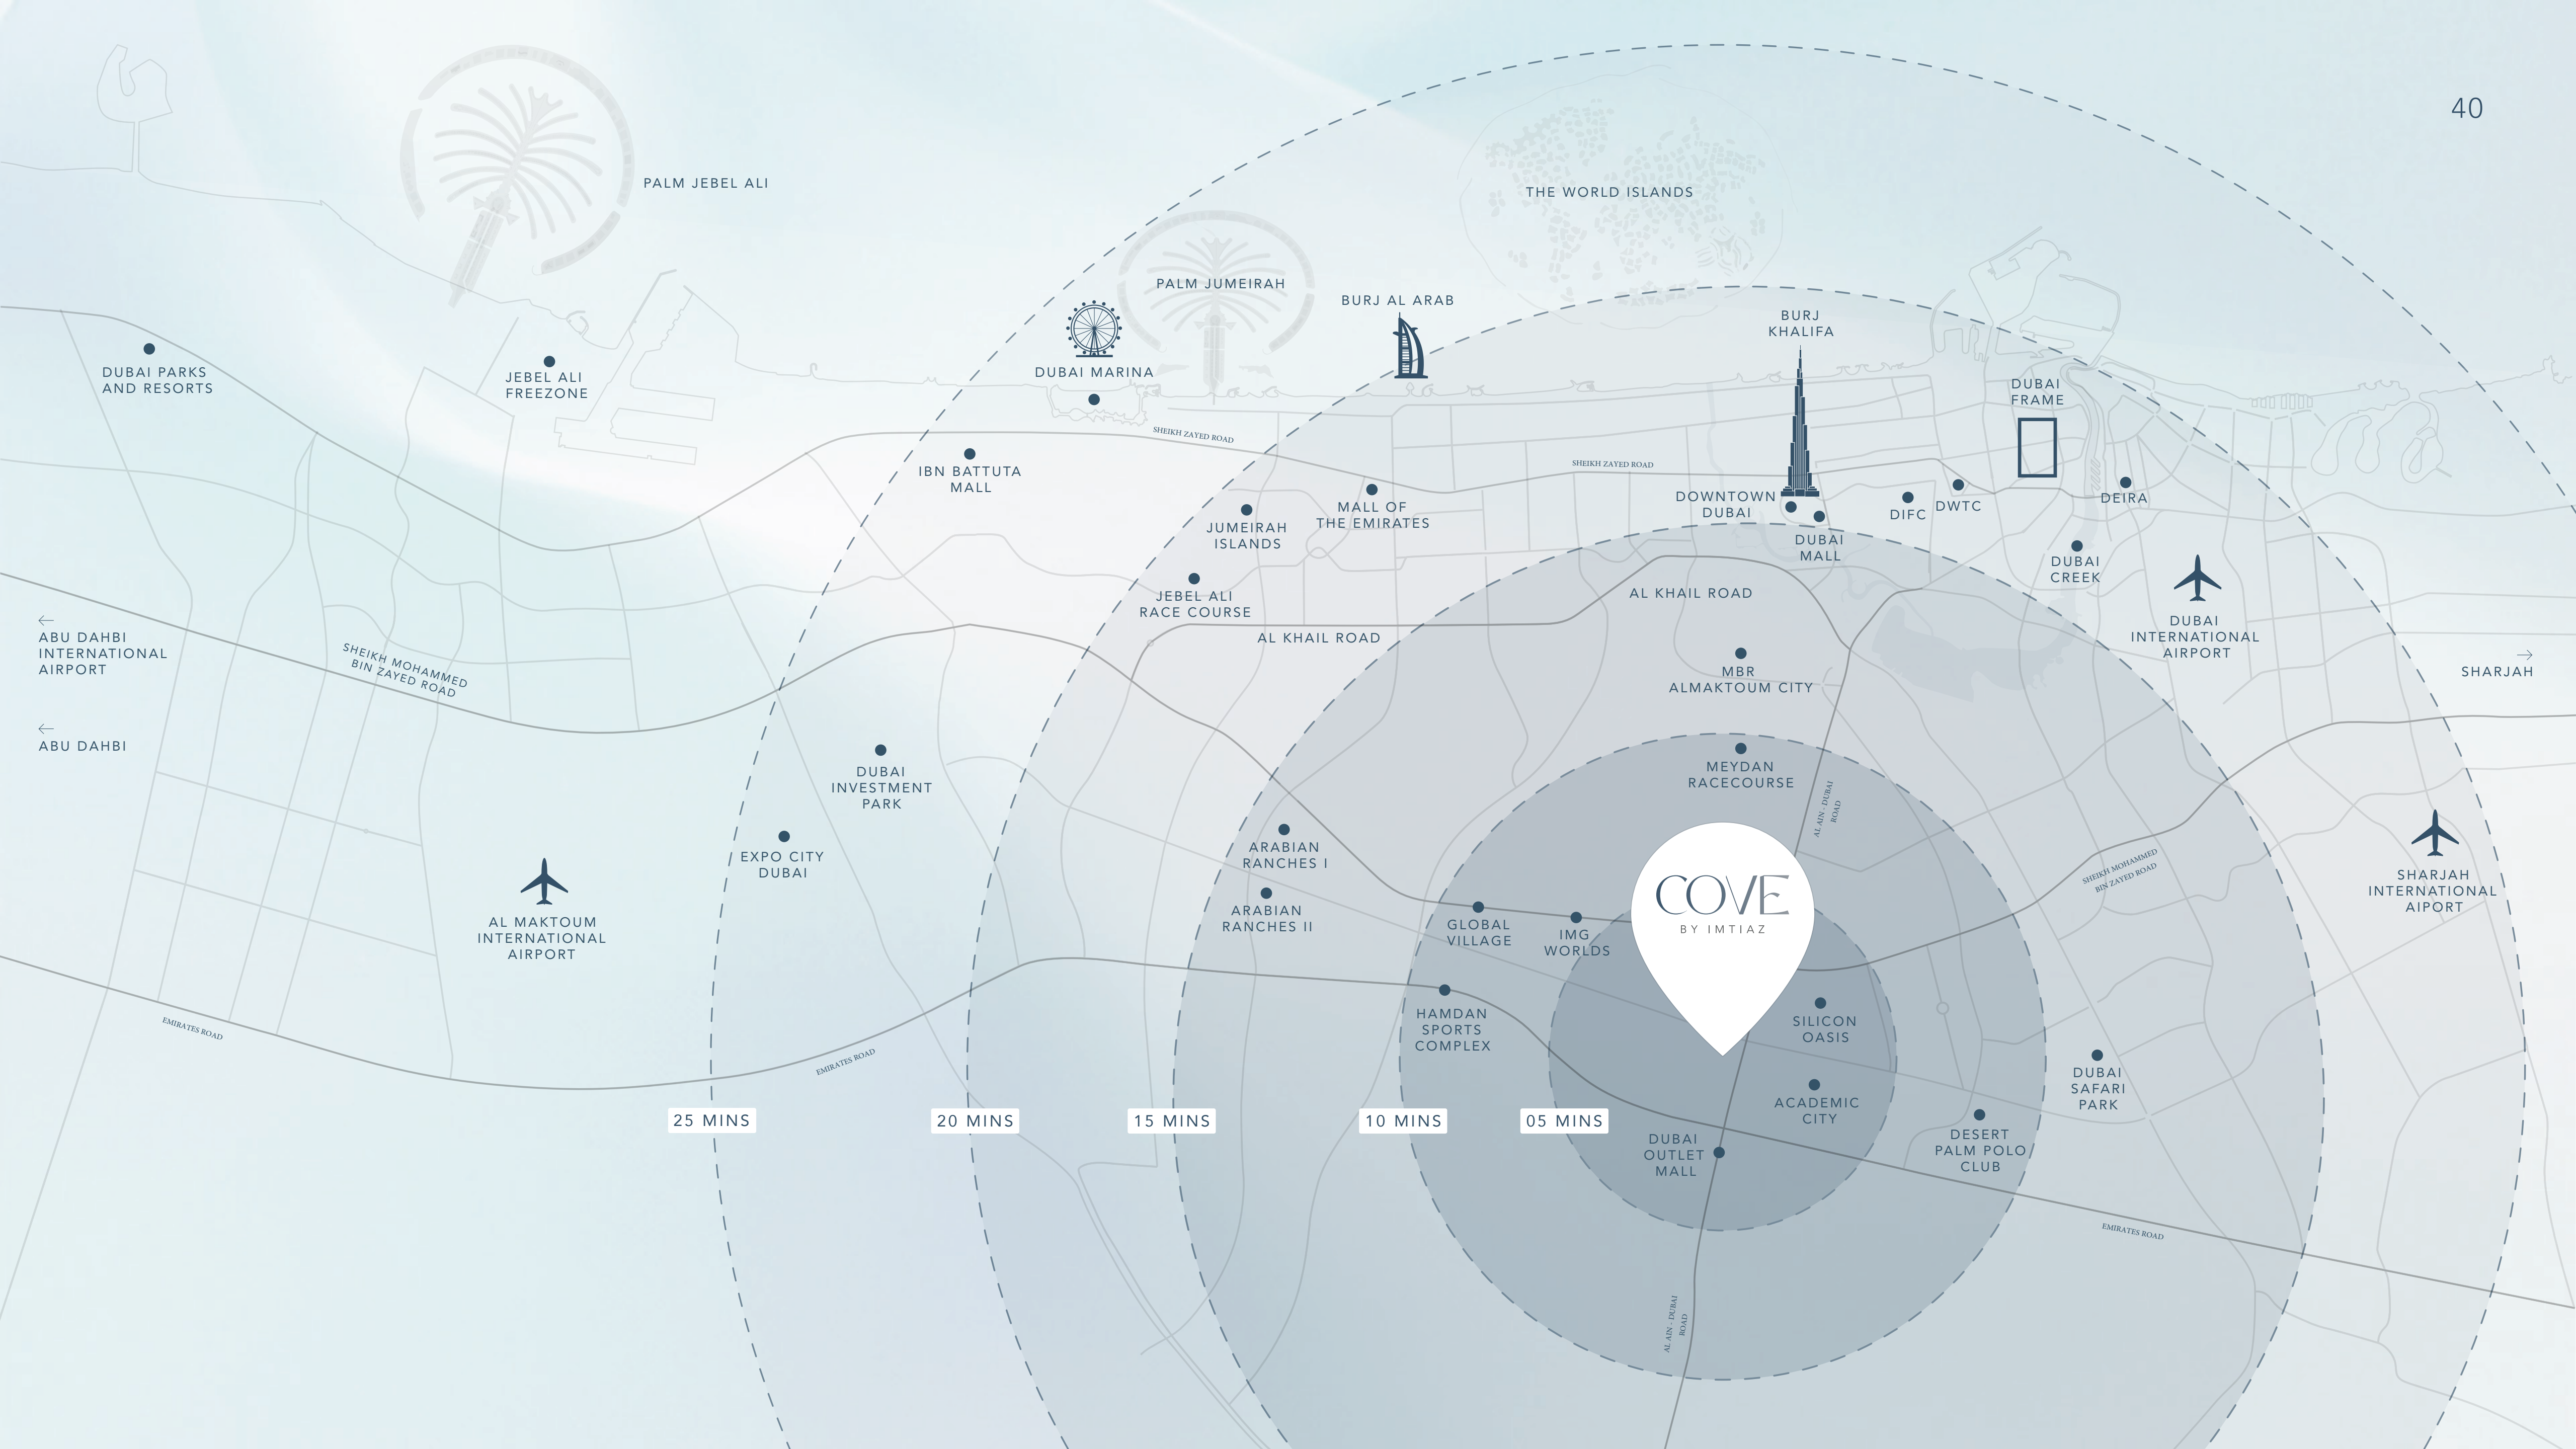 40
PALM JEBEL ALI
THE WORLD ISLANDS
PALM JUMEIRAH
BURJ AL ARAB
BURJ
KHALIFA
DUBAI PARKS
AND RESORTS
JEBEL ALI
FREEZONE
DUBAI MARINA
DUBAI
FRAME
SHEIKH ZAYED ROAD
SHEIKH ZAYED ROAD
IBN BATTUTA
MALL
JUMEIRAH
ISLANDS
MALL OF
THE EMIRATES
DOWNTOWN
DUBAI
DUBAI
MALL
DIFC
DWTC
DEIRA
DUBAI
CREEK
JEBEL ALI
RACE COURSE
AL KHAIL ROAD
AL KHAIL ROAD
DUBAI
INTERNATIONAL
AIRPORT
←
ABU DAHBI
INTERNATIONAL
AIRPORT
SHEIKH MOHAMMED
BIN ZAYED ROAD
→
SHARJAH
MBR
ALMAKTOUM CITY
←
ABU DAHBI
DUBAI
INVESTMENT
PARK
MEYDAN
RACECOURSE
AL AIN - DUBAI
ROAD
EXPO CITY
DUBAI
ARABIAN
RANCHES I
ARABIAN
RANCHES II
COVE
BY IMTIAZ
SHEIKH MOHAMMED
BIN ZAYED ROAD
SHARJAH
INTERNATIONAL
AIPORT
AL MAKTOUM
INTERNATIONAL
AIRPORT
GLOBAL
VILLAGE
IMG
WORLDS
HAMDAN
SPORTS
COMPLEX
SILICON
OASIS
EMIRATES ROAD
EMIRATES ROAD
DUBAI
SAFARI
PARK
ACADEMIC
CITY
25 MINS
20 MINS
15 MINS
10 MINS
05 MINS
DUBAI
OUTLET
MALL
DESERT
PALM POLO
CLUB
EMIRATES ROAD
AL AIN - DUBAI
ROAD